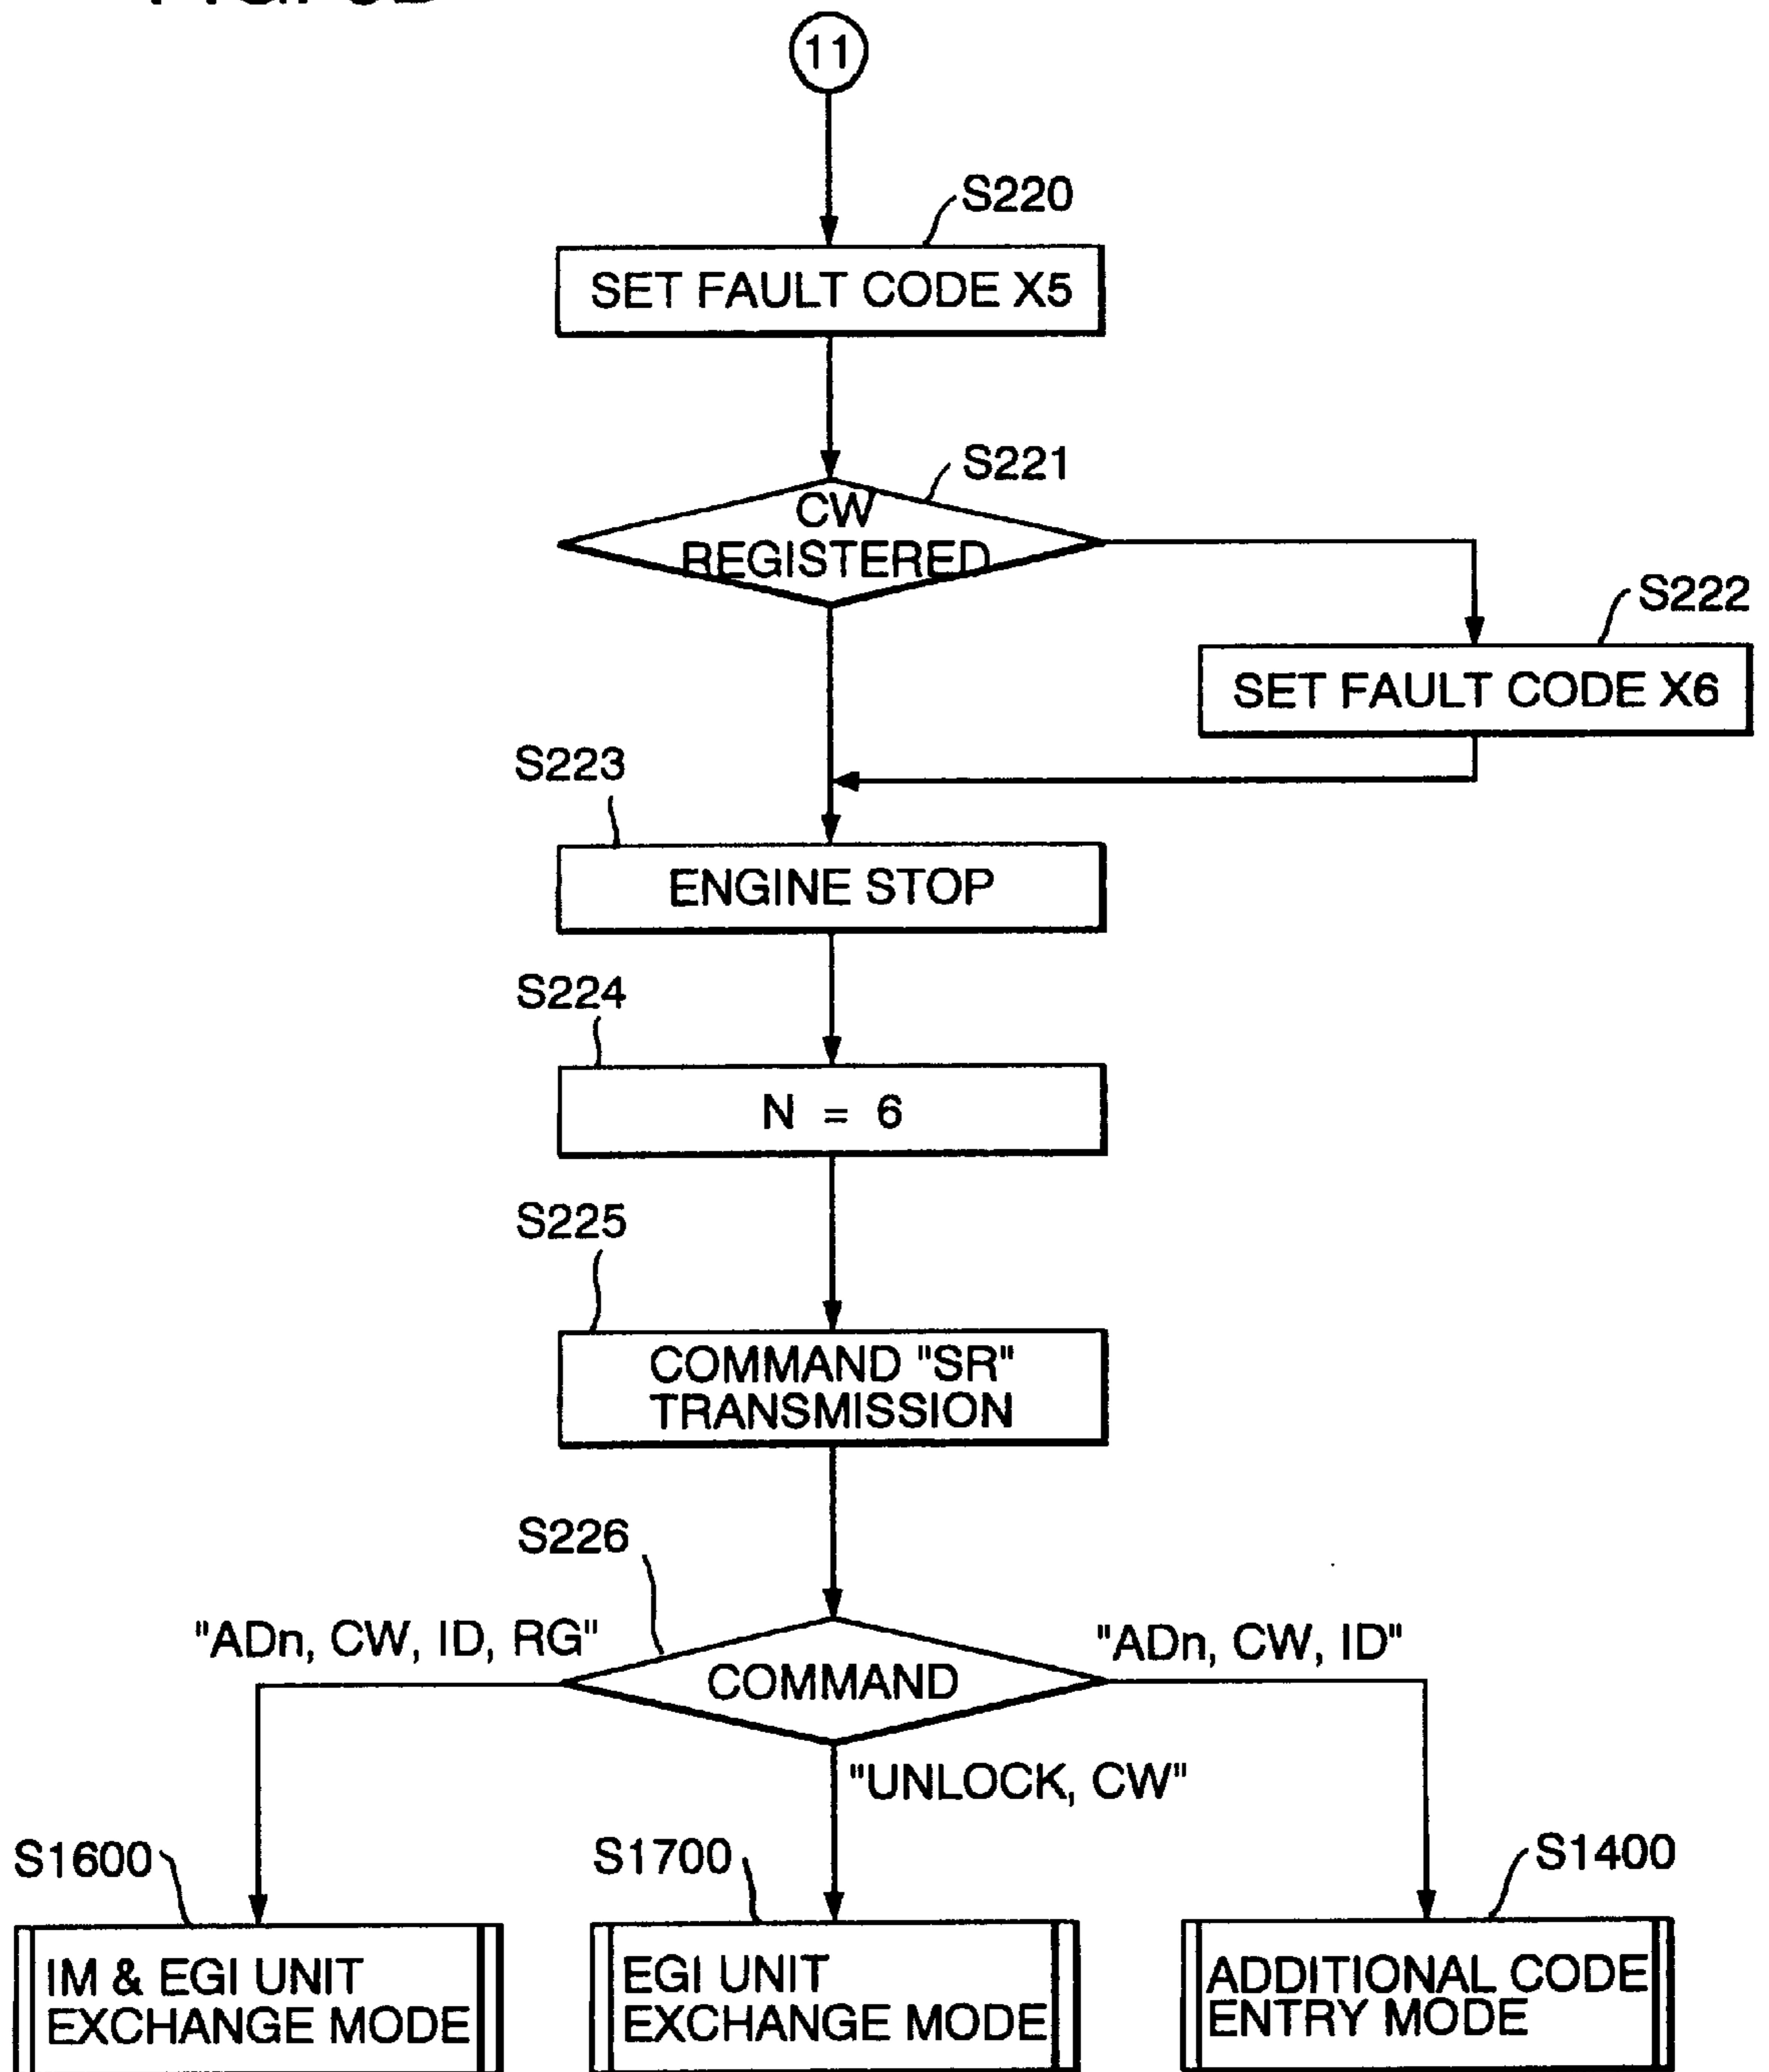 11
S220
SET FAULT CODE X5
S221
CW
REGISTERED
S222
SET FAULT CODE X6
S223
ENGINE STOP
S224
N = 6
S225
COMMAND "SR"
TRANSMISSION
S226
"ADn, CW, ID, RG"
COMMAND
"ADn, CW, ID"
"UNLOCK, CW"
S1600
S1700
S1400
IM & EGI UNIT
EXCHANGE MODE
EGI UNIT
EXCHANGE MODE
ADDITIONAL CODE
ENTRY MODE